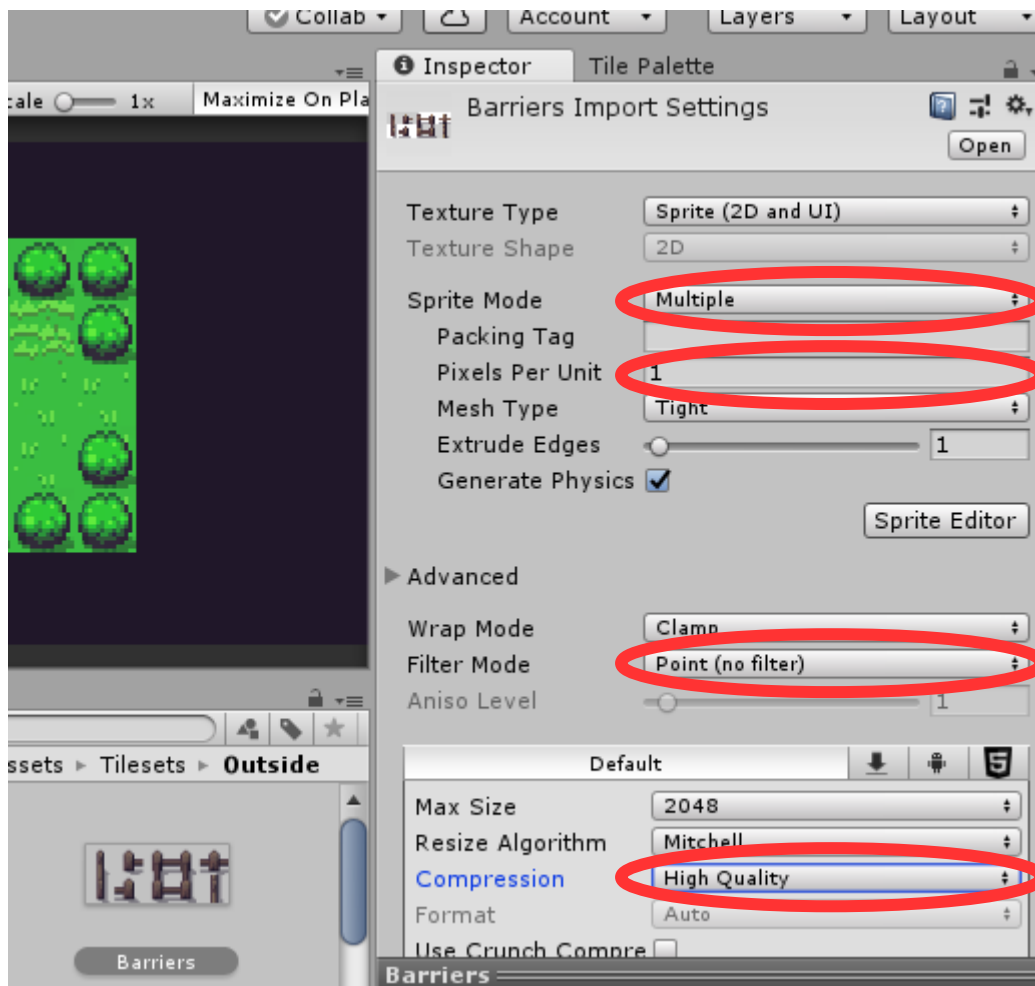 Collab Account Layers Layout
Inspector Tile Palette
cale 1x Maximize On Pla
Barriers Import Settings
Open
Texture Type Sprite (2D and UI)
Texture Shape 2D
Sprite Mode Multiple
Packing Tag
Pixels Per Unit 1
Mesh Type Tight
Extrude Edges 1
Generate Physics
Sprite Editor
Advanced
Wrap Mode Clamp
Filter Mode Point (no filter)
Aniso Level 1
ssets Tilesets Outside
Default
Max Size 2048
Resize Algorithm Mitchell
Compression High Quality
Format Auto
Use Crunch Compre
Barriers
Barriers